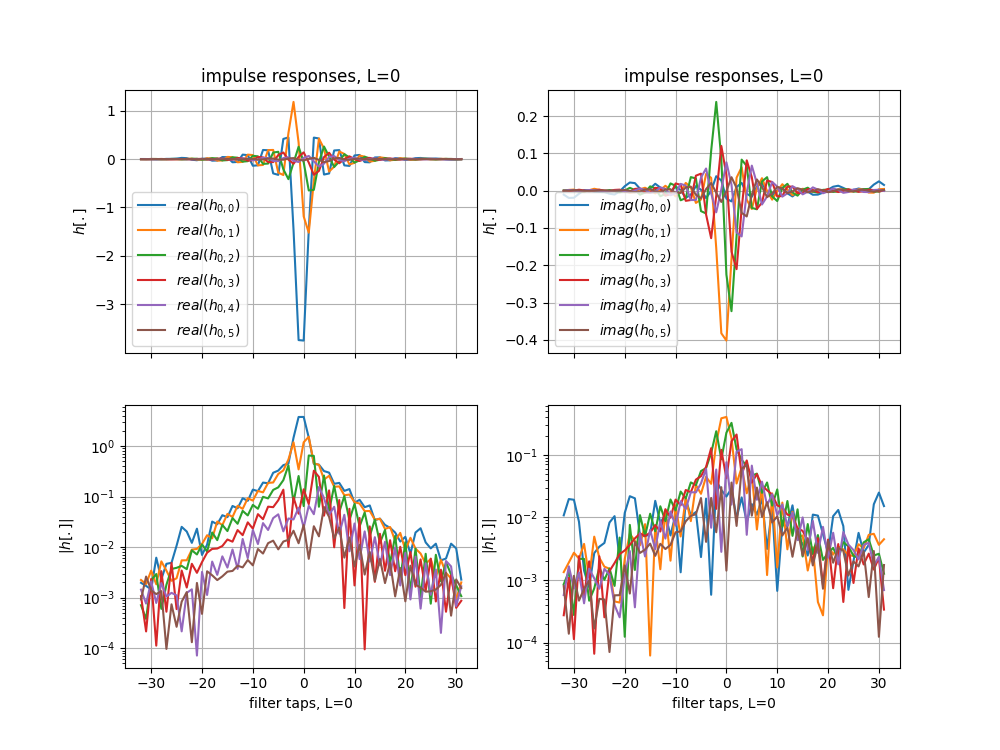 impulse responses, L=0
1
0
−1
−2
−3
h[.]
real(h0,0)
real(h0,1)
real(h0,2)
real(h0,3)
real(h0,4)
real(h0,5)
impulse responses, L=0
0.2
0.1
0.0
−0.1
−0.2
−0.3
−0.4
h[.]
imag(h0,0)
imag(h0,1)
imag(h0,2)
imag(h0,3)
imag(h0,4)
imag(h0,5)
10^0
10^−1
10^−2
10^−3
10^−4
|h[.]|
−30 −20 −10 0 10 20 30
filter taps, L=0
10^−1
10^−2
10^−3
10^−4
|h[.]|
−30 −20 −10 0 10 20 30
filter taps, L=0